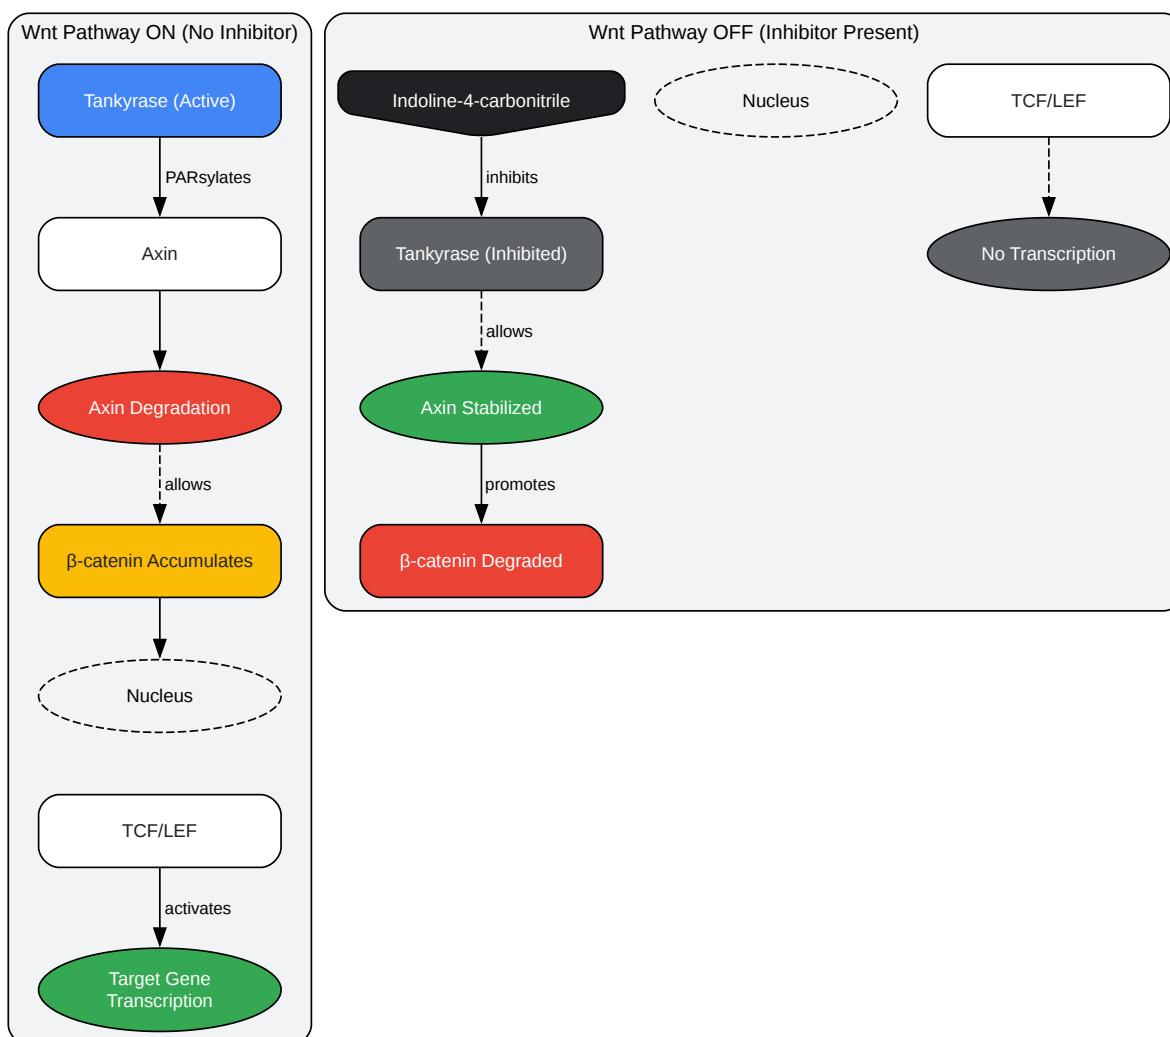 Wnt Pathway ON (No Inhibitor)
Tankyrase (Active)
PARsylates
Axin
Axin Degradation
allows
β-catenin Accumulates
Nucleus
TCF/LEF
activates
Target Gene
Transcription
Wnt Pathway OFF (Inhibitor Present)
Indoline-4-carbonitrile
inhibits
Tankyrase (Inhibited)
allows
Axin Stabilized
promotes
β-catenin Degraded
Nucleus
TCF/LEF
No Transcription